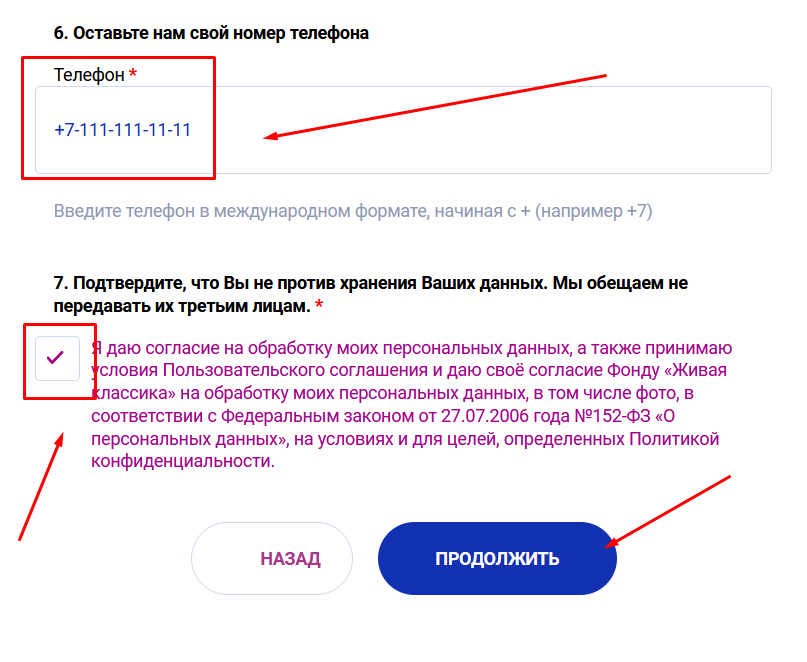 6. Оставьте нам свой номер телефона
Телефон *
+7-111-111-11-11
Введите телефон в международном формате, начиная с + (например +7)
7. Подтвердите, что Вы не против хранения Ваших данных. Мы обещаем не
передавать их третьим лицам. *
Я даю согласие на обработку моих персональных данных, а также принимаю
условия Пользовательского соглашения и даю своё согласие Фонду «Живая
классика» на обработку моих персональных данных, в том числе фото, в
соответствии с Федеральным законом от 27.07.2006 года №152-ФЗ «О
персональных данных», на условиях и для целей, определенных Политикой
конфиденциальности.
НАЗАД
ПРОДОЛЖИТЬ